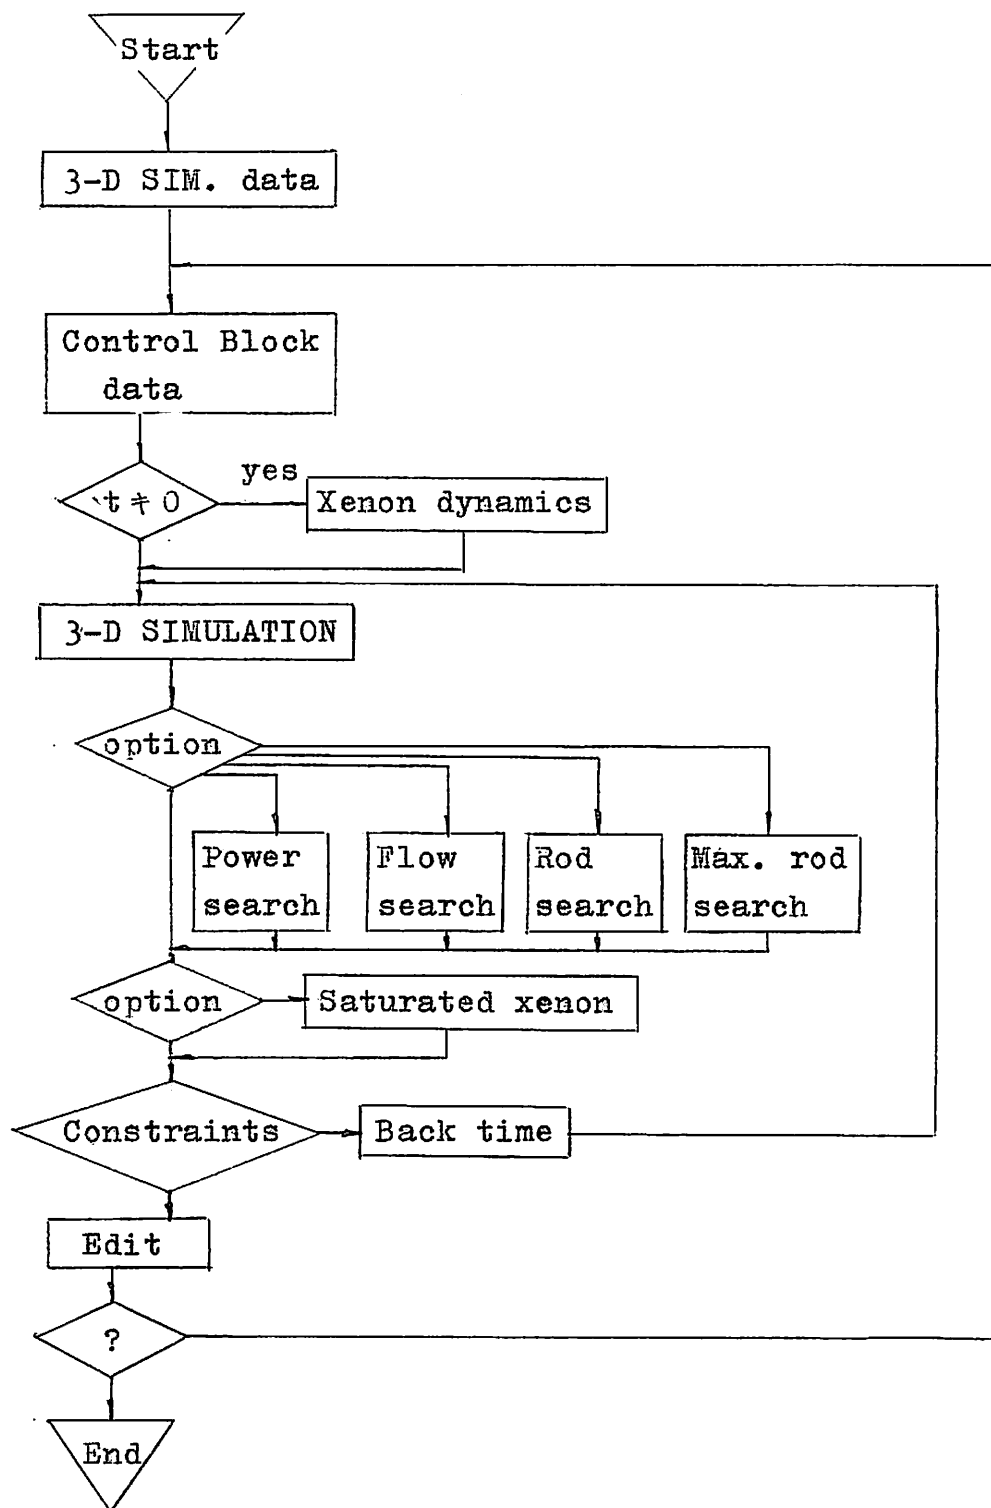 Start
3-D SIM. data
Control Block
data
t ≠ 0
yes
Xenon dynamics
3-D SIMULATION
option
Power
search
Flow
search
Rod
search
Max. rod
search
option
Saturated xenon
Constraints
Back time
Edit
?
End